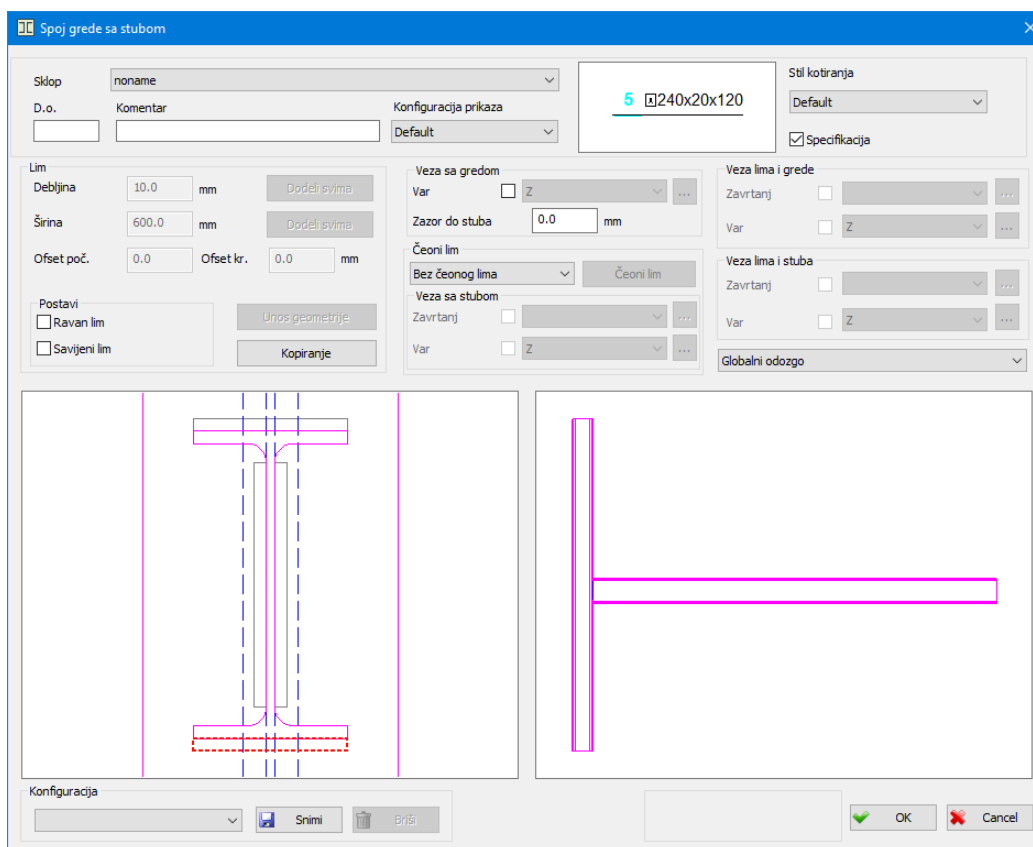 Spoj grede sa stubom
Sklop
noname
D.o.
Komentar
Konfiguracija prikaza
Default
5 240x20x120
Stil kotiranja
Default
Specifikacija
Lim
Debljina
10.0
mm
Dodeli svima
Širina
600.0
mm
Dodeli svima
Ofset poč.
0.0
Ofset kr.
0.0
mm
Postavi
Ravan lim
Savijeni lim
Unos geometrije
Kopiranje
Veza sa gredom
Var
Z
...
Zazor do stuba
0.0
mm
Čeoni lim
Bez čeonog lima
Čeoni lim
Veza sa stubom
Zavrtanj
...
Var
Z
...
Veza lima i grede
Zavrtanj
...
Var
Z
...
Veza lima i stuba
Zavrtanj
...
Var
Z
...
Globalni odozgo
Konfiguracija
Snimi
Briši
OK
Cancel